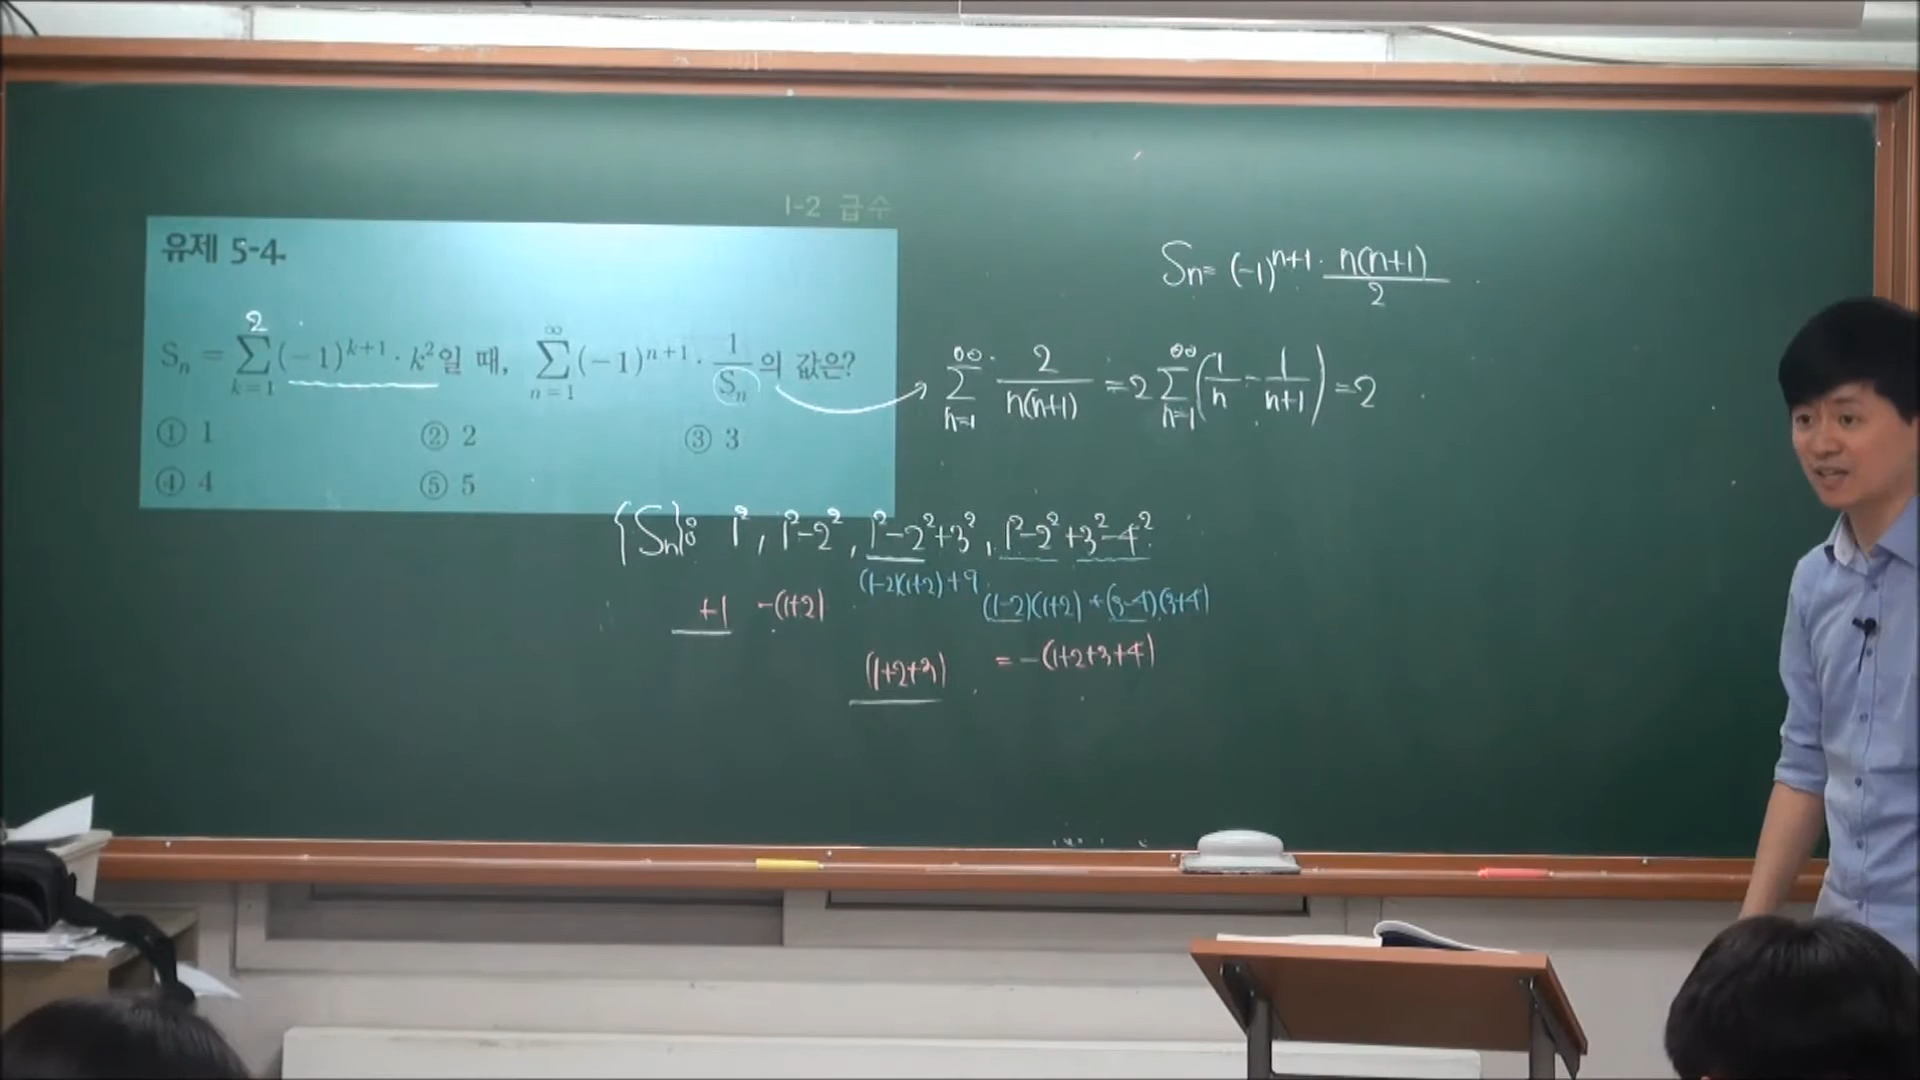 1-2 급수
유제 5-4.
Sₙ = 2 ∑ k=1 (-1)^{k+1} · k² 일 때, ∞ ∑ n=1 (-1)^{n+1} · 1/Sₙ 의 값은?
① 1 ② 2 ③ 3
④ 4 ⑤ 5
Sn= (-1)^{n+1} · n(n+1)/2
∞ ∑ n=1 2/n(n+1) = 2 ∞ ∑ n=1 (1/n - 1/n+1) = 2
{Sn}: 1², 1²-2², 1²-2²+3², 1²-2²+3²-4²
(1-2)(1+2)+9 (1-2)(1+2)+(3-4)(3+4)
+1 -(1+2)
(1+2+3) = -(1+2+3+4)